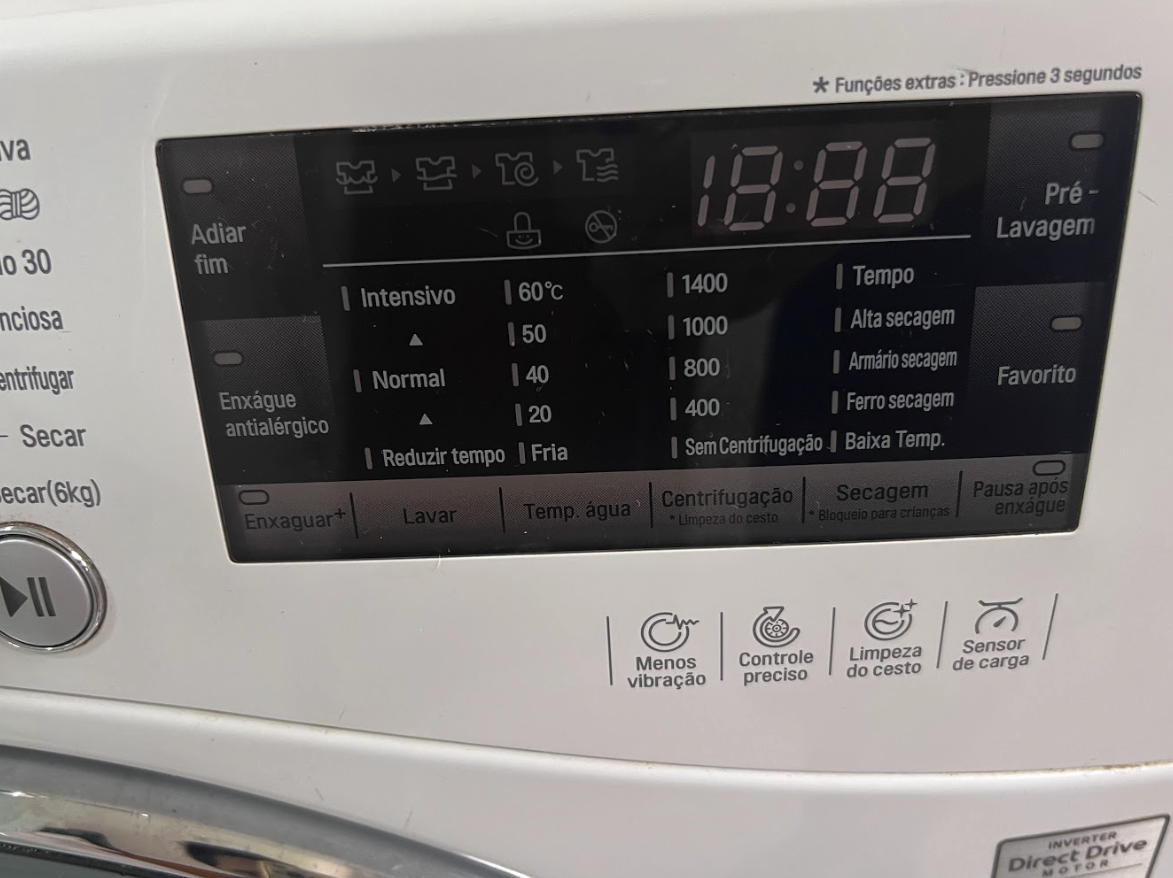 * Funções extras : Pressione 3 segundos
30
Secar
(6kg)
Adiar
fim
18:88
Pré -
Lavagem
Enxágue
antialérgico
Intensivo
Normal
Reduzir tempo
60°C
50
40
20
Fria
1400
1000
800
400
Sem Centrifugação
Tempo
Alta secagem
Armário secagem
Ferro secagem
Baixa Temp.
Favorito
Enxaguar+
Lavar
Temp. água
Centrifugação
* Limpeza do cesto
Secagem
* Bloqueio para crianças
Pausa após
enxágue
Menos
vibração
Controle
preciso
Limpeza
do cesto
Sensor
de carga
INVERTER
Direct Drive
MOTOR